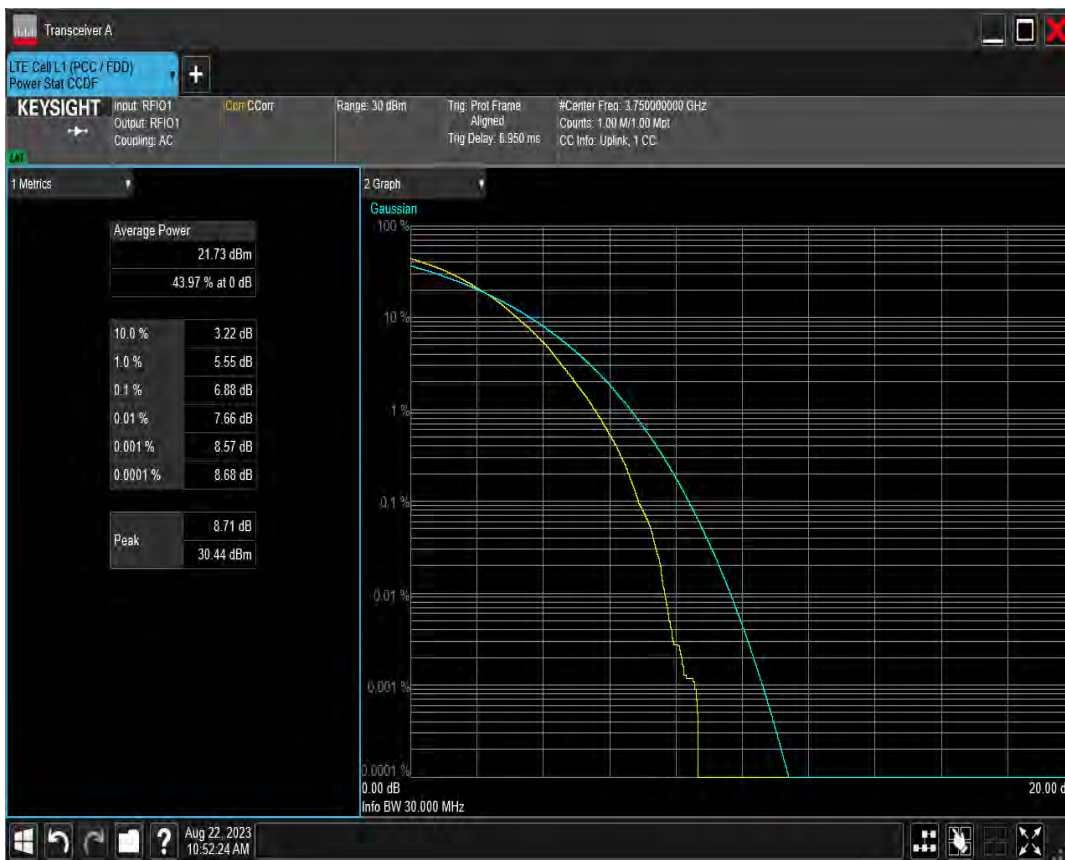 Transceiver A
LTE Cell L1 (PCC / FDD)
Power Stat CCDF
KEYSIGHT
Input: RFIO1
Output: RFIO1
Coupling: AC
Corr CCorr
Range: 30 dBm
Trig: Prot Frame
Aligned
Trig Delay: 8.950 ms
#Center Freq: 3.750000000 GHz
Counts: 1.00 M/1.00 Mpt
CC Info: Uplink, 1 CC
1 Metrics
Average Power
21.73 dBm
43.97 % at 0 dB
10.0 % 3.22 dB
1.0 % 5.55 dB
0.1 % 6.88 dB
0.01 % 7.66 dB
0.001 % 8.57 dB
0.0001 % 8.68 dB
Peak
8.71 dB
30.44 dBm
2 Graph
Gaussian
100 %
10 %
1 %
0.1 %
0.01 %
0.001 %
0.0001 %
0.00 dB
20.00 d
Info BW 30.000 MHz
?
Aug 22, 2023
10:52:24 AM